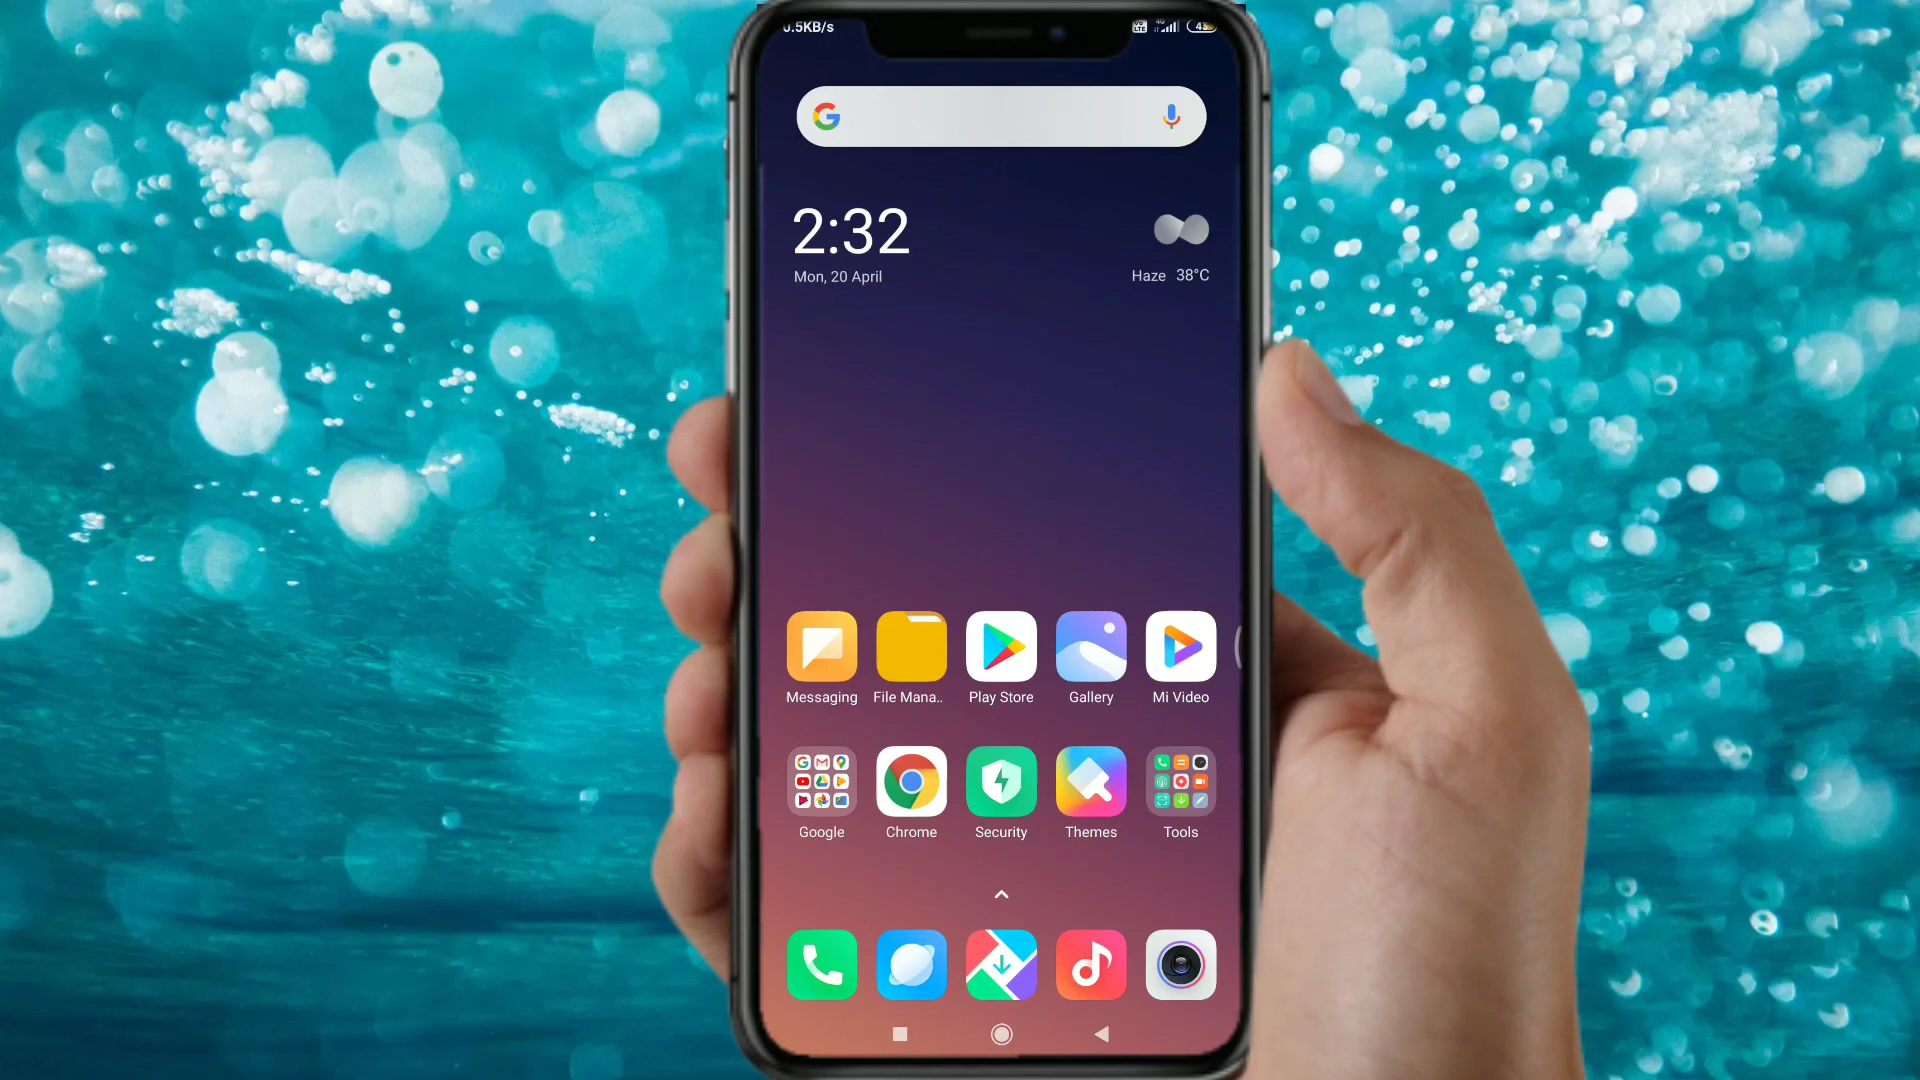 0.5KB/s
4G
2:32
Mon, 20 April
Haze 38°C
Messaging File Mana.. Play Store Gallery Mi Video
Google Chrome Security Themes Tools